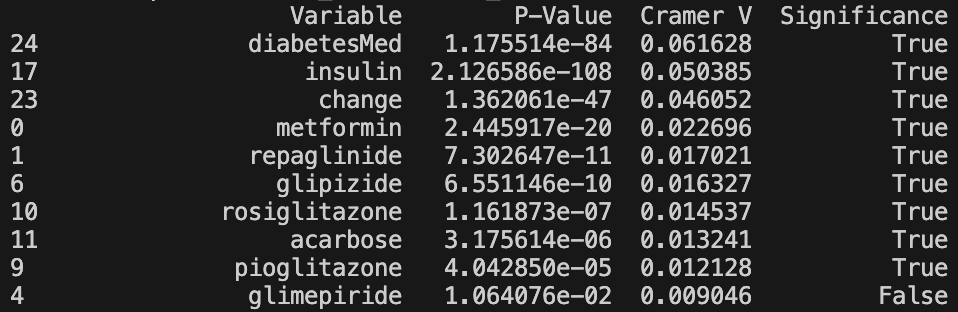 Variable P-Value Cramer V Significance
24 diabetesMed 1.175514e-84 0.061628 True
17 insulin 2.126586e-108 0.050385 True
23 change 1.362061e-47 0.046052 True
0 metformin 2.445917e-20 0.022696 True
1 repaglinide 7.302647e-11 0.017021 True
6 glipizide 6.551146e-10 0.016327 True
10 rosiglitazone 1.161873e-07 0.014537 True
11 acarbose 3.175614e-06 0.013241 True
9 pioglitazone 4.042850e-05 0.012128 True
4 glimepiride 1.064076e-02 0.009046 False